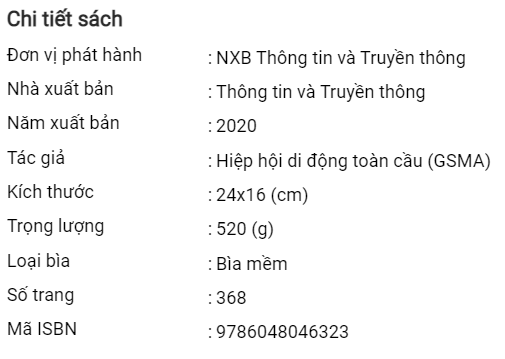 Chi tiết sách
Đơn vị phát hành : NXB Thông tin và Truyền thông
Nhà xuất bản : Thông tin và Truyền thông
Năm xuất bản : 2020
Tác giả : Hiệp hội di động toàn cầu (GSMA)
Kích thước : 24x16 (cm)
Trọng lượng : 520 (g)
Loại bìa : Bìa mềm
Số trang : 368
Mã ISBN : 9786048046323